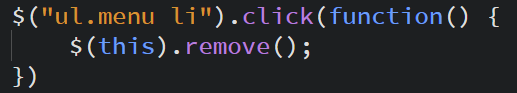 $("ul.menu li").click(function() {
    $(this).remove();
})